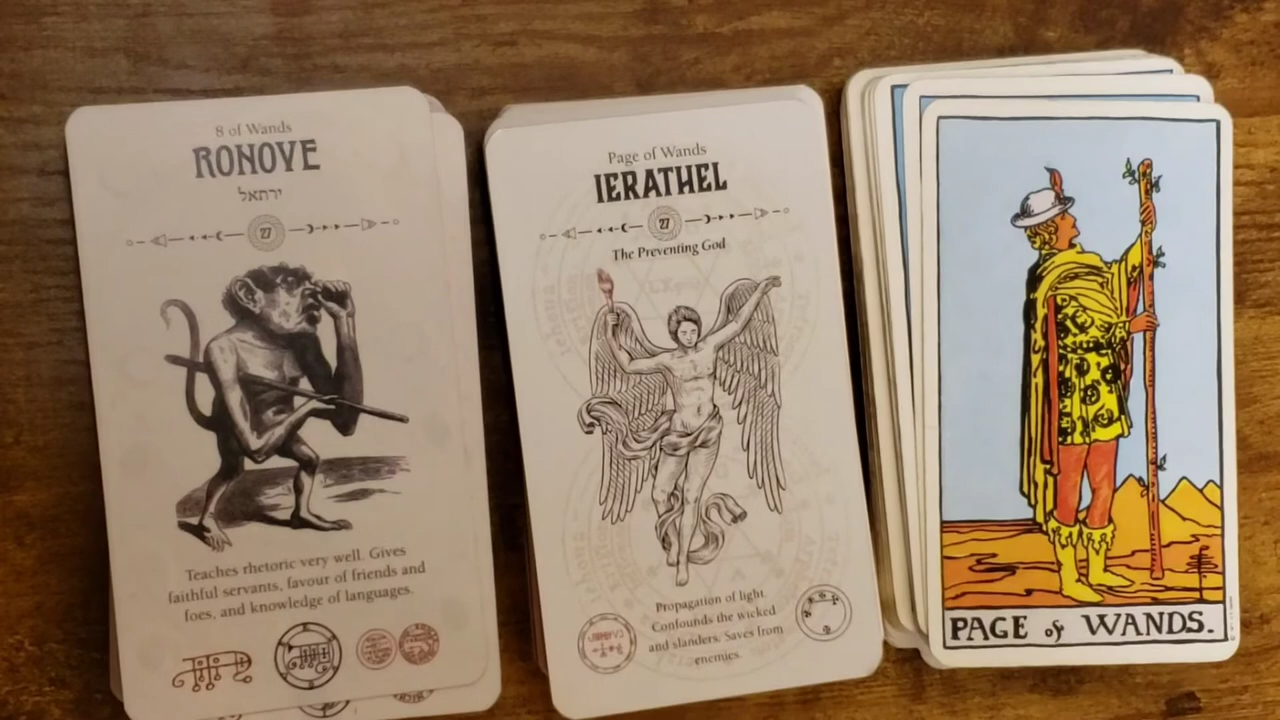 8 of Wands
RONOVE
ירתאל
27
Teaches rhetoric very well. Gives
faithful servants, favour of friends and
foes, and knowledge of languages.
Page of Wands
IERATHEL
27
The Preventing God
Propagation of light.
Confounds the wicked
and slanders. Saves from
enemies.
PAGE of WANDS.